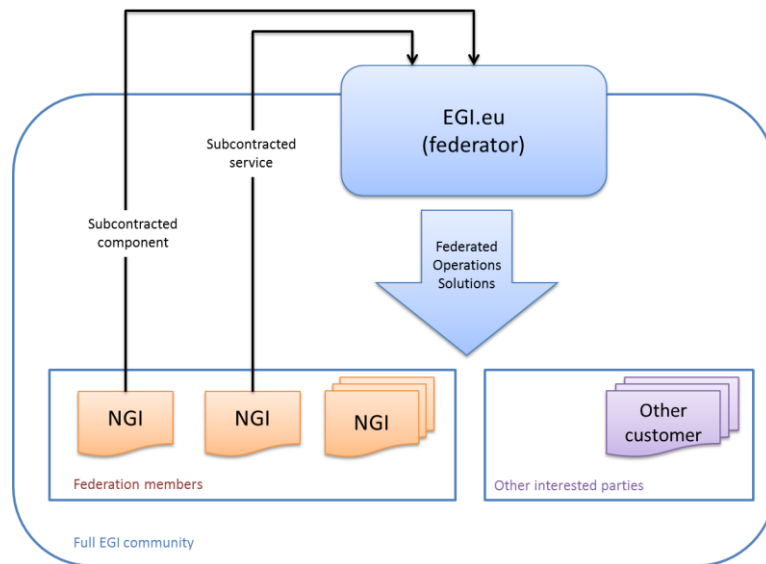 EGI.eu
(federator)
Subcontracted
service
Subcontracted
component
Federated
Operations
Solutions
NGI
NGI
NGI
Other
customer
Federation members
Other interested parties
Full EGI community